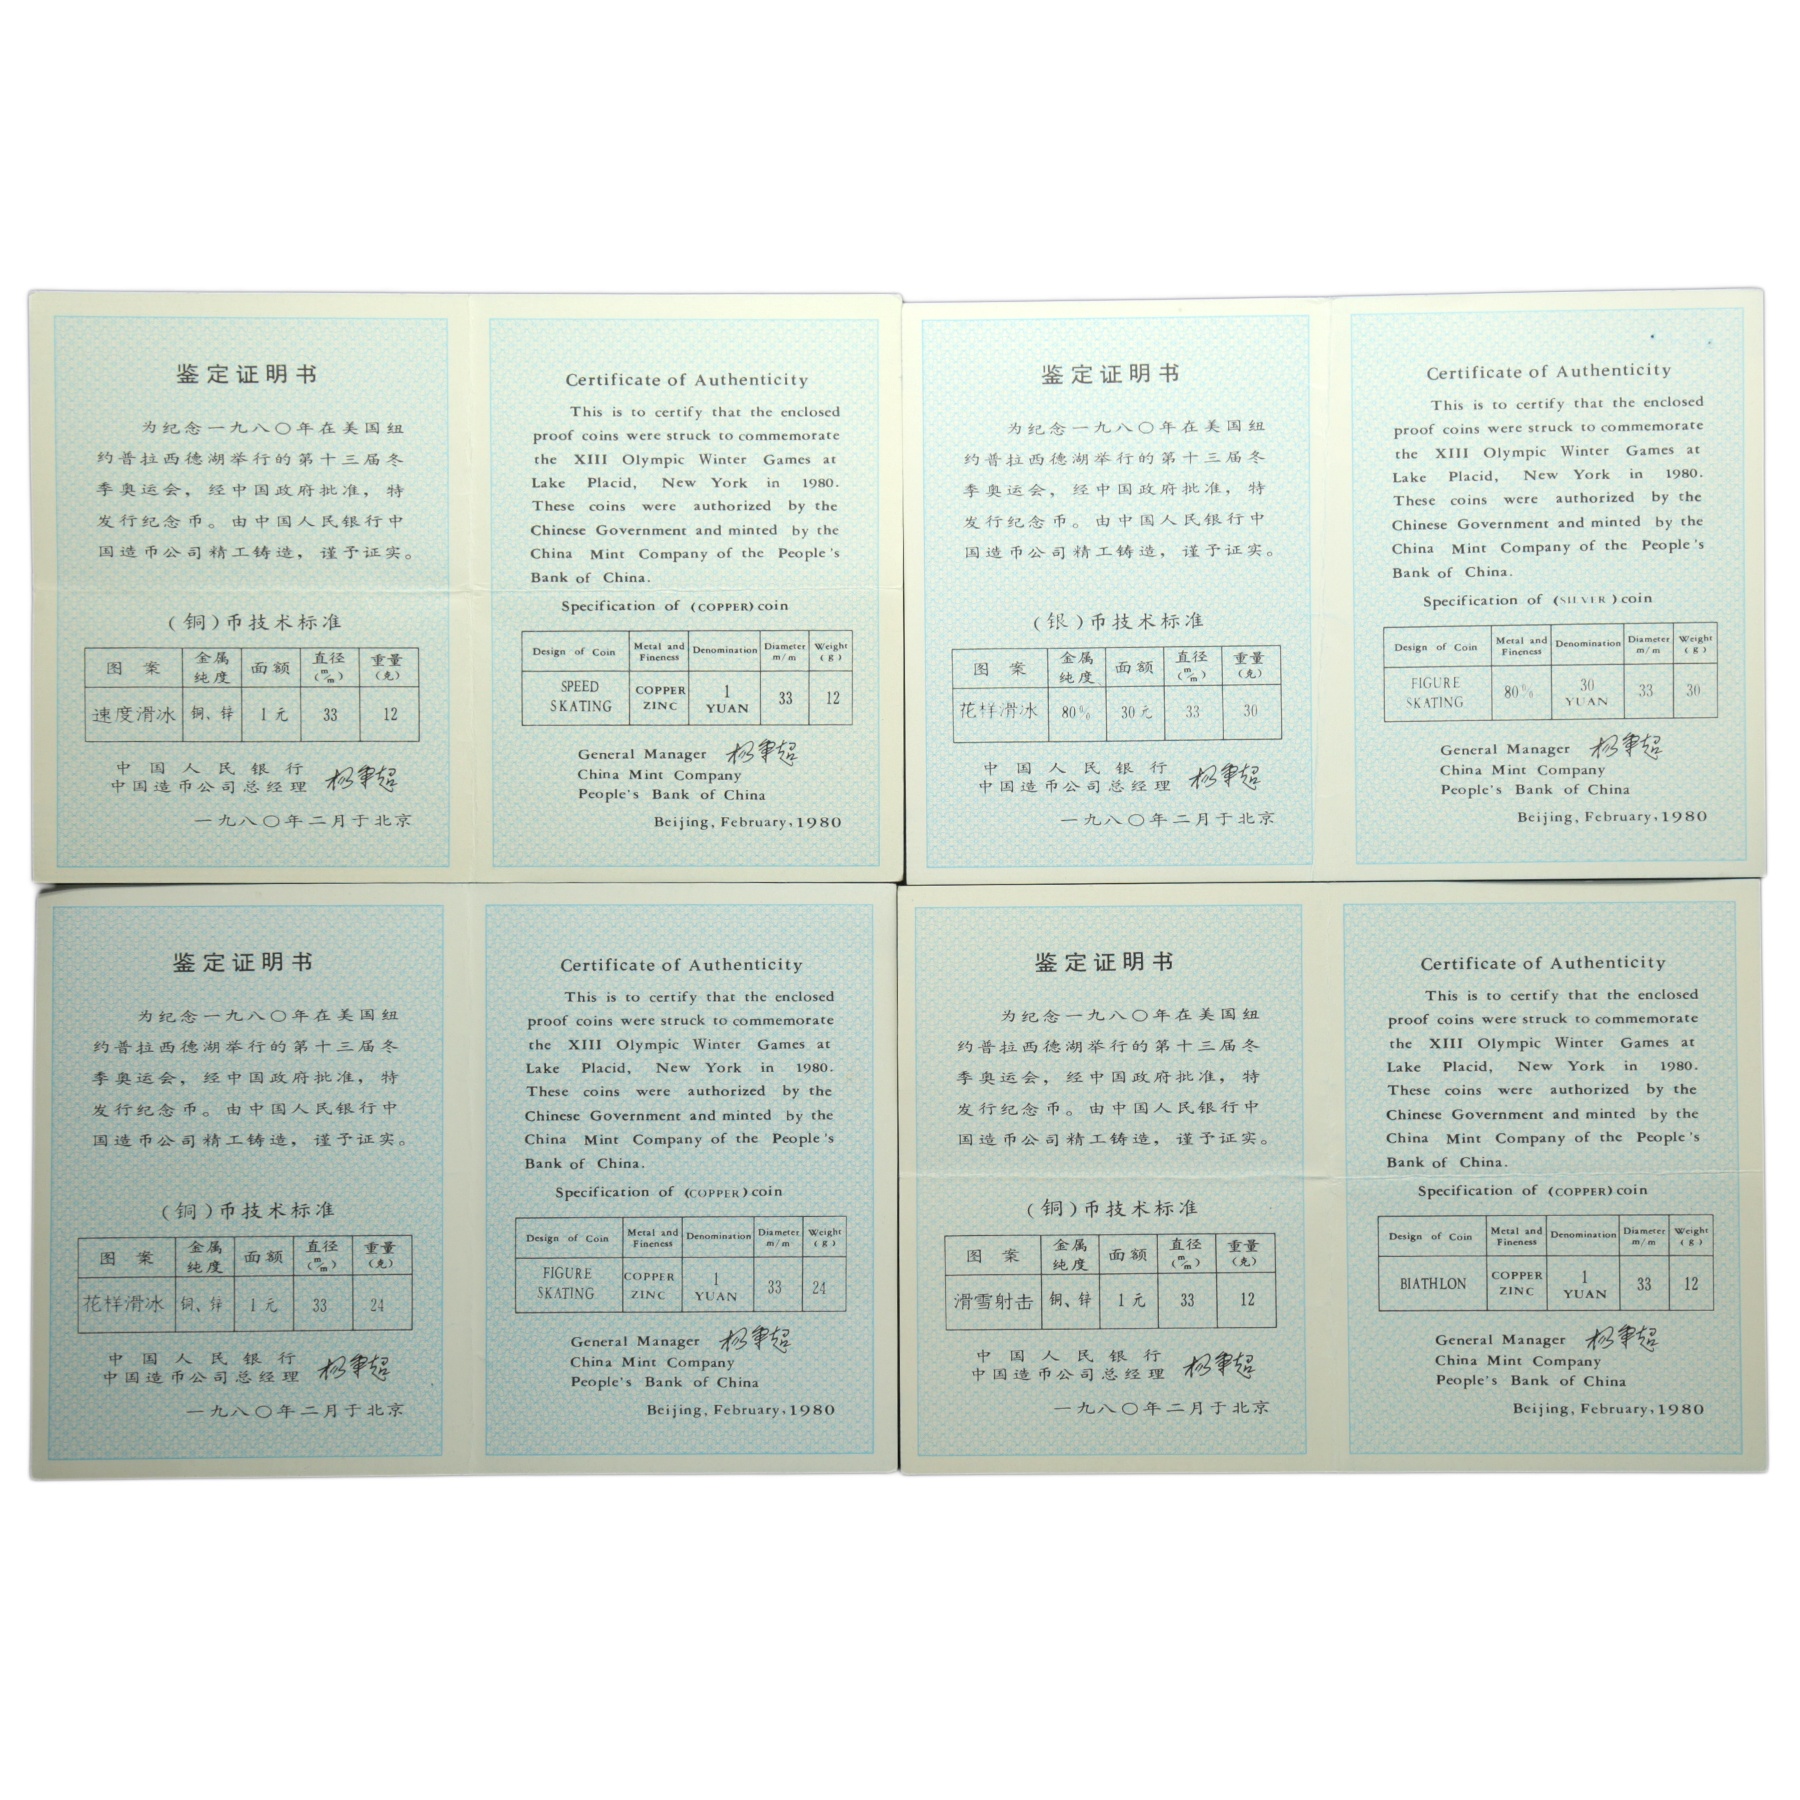 鉴定证明书
为纪念一九八〇年在美国纽
约普拉西德湖举行的第十三届冬
季奥运会，经中国政府批准，特
发行纪念币。由中国人民银行中
国造币公司精工铸造，谨予证实。
(铜)币技术标准
图 案 金属纯度 面额 直径(m/m) 重量(克)
速度滑冰 铜、锌 1元 33 12
中国人民银行
中国造币公司总经理
一九八〇年二月于北京
Certificate of Authenticity
This is to certify that the enclosed
proof coins were struck to commemorate
the XIII Olympic Winter Games at
Lake Placid, New York in 1980.
These coins were authorized by the
Chinese Government and minted by the
China Mint Company of the People's
Bank of China.
Specification of (COPPER) coin
Design of Coin Metal and Fineness Denomination Diameter m/m Weight (g)
SPEED SKATING COPPER ZINC 1 YUAN 33 12
General Manager
China Mint Company
People's Bank of China
Beijing, February, 1980
鉴定证明书
为纪念一九八〇年在美国纽
约普拉西德湖举行的第十三届冬
季奥运会，经中国政府批准，特
发行纪念币。由中国人民银行中
国造币公司精工铸造，谨予证实。
(银)币技术标准
图 案 金属纯度 面额 直径(m/m) 重量(克)
花样滑冰 80% 30元 33 30
中国人民银行
中国造币公司总经理
一九八〇年二月于北京
Certificate of Authenticity
This is to certify that the enclosed
proof coins were struck to commemorate
the XIII Olympic Winter Games at
Lake Placid, New York in 1980.
These coins were authorized by the
Chinese Government and minted by the
China Mint Company of the People's
Bank of China.
Specification of (SILVER) coin
Design of Coin Metal and Fineness Denomination Diameter m/m Weight (g)
FIGURE SKATING 80% 30 YUAN 33 30
General Manager
China Mint Company
People's Bank of China
Beijing, February, 1980
鉴定证明书
为纪念一九八〇年在美国纽
约普拉西德湖举行的第十三届冬
季奥运会，经中国政府批准，特
发行纪念币。由中国人民银行中
国造币公司精工铸造，谨予证实。
(铜)币技术标准
图 案 金属纯度 面额 直径(m/m) 重量(克)
花样滑冰 铜、锌 1元 33 24
中国人民银行
中国造币公司总经理
一九八〇年二月于北京
Certificate of Authenticity
This is to certify that the enclosed
proof coins were struck to commemorate
the XIII Olympic Winter Games at
Lake Placid, New York in 1980.
These coins were authorized by the
Chinese Government and minted by the
China Mint Company of the People's
Bank of China.
Specification of (COPPER) coin
Design of Coin Metal and Fineness Denomination Diameter m/m Weight (g)
FIGURE SKATING COPPER ZINC 1 YUAN 33 24
General Manager
China Mint Company
People's Bank of China
Beijing, February, 1980
鉴定证明书
为纪念一九八〇年在美国纽
约普拉西德湖举行的第十三届冬
季奥运会，经中国政府批准，特
发行纪念币。由中国人民银行中
国造币公司精工铸造，谨予证实。
(铜)币技术标准
图 案 金属纯度 面额 直径(m/m) 重量(克)
滑雪射击 铜、锌 1元 33 12
中国人民银行
中国造币公司总经理
一九八〇年二月于北京
Certificate of Authenticity
This is to certify that the enclosed
proof coins were struck to commemorate
the XIII Olympic Winter Games at
Lake Placid, New York in 1980.
These coins were authorized by the
Chinese Government and minted by the
China Mint Company of the People's
Bank of China.
Specification of (COPPER) coin
Design of Coin Metal and Fineness Denomination Diameter m/m Weight (g)
BIATHLON COPPER ZINC 1 YUAN 33 12
General Manager
China Mint Company
People's Bank of China
Beijing, February, 1980